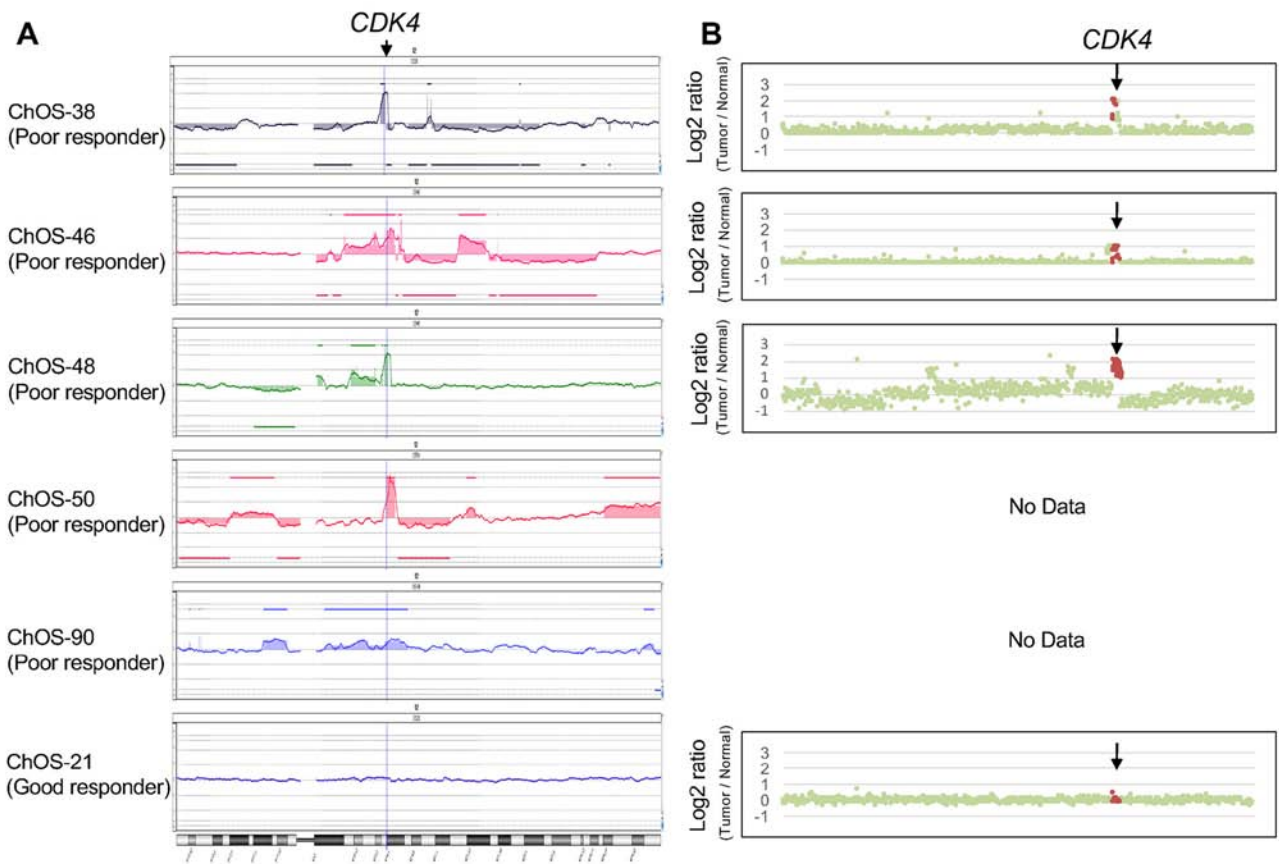 A
CDK4
ChOS-38
(Poor responder)
ChOS-46
(Poor responder)
ChOS-48
(Poor responder)
ChOS-50
(Poor responder)
ChOS-90
(Poor responder)
ChOS-21
(Good responder)
B
CDK4
Log2 ratio
(Tumor / Normal)
3
2
1
0
-1
Log2 ratio
(Tumor / Normal)
3
2
1
0
-1
Log2 ratio
(Tumor / Normal)
3
2
1
0
-1
No Data
No Data
Log2 ratio
(Tumor / Normal)
3
2
1
0
-1